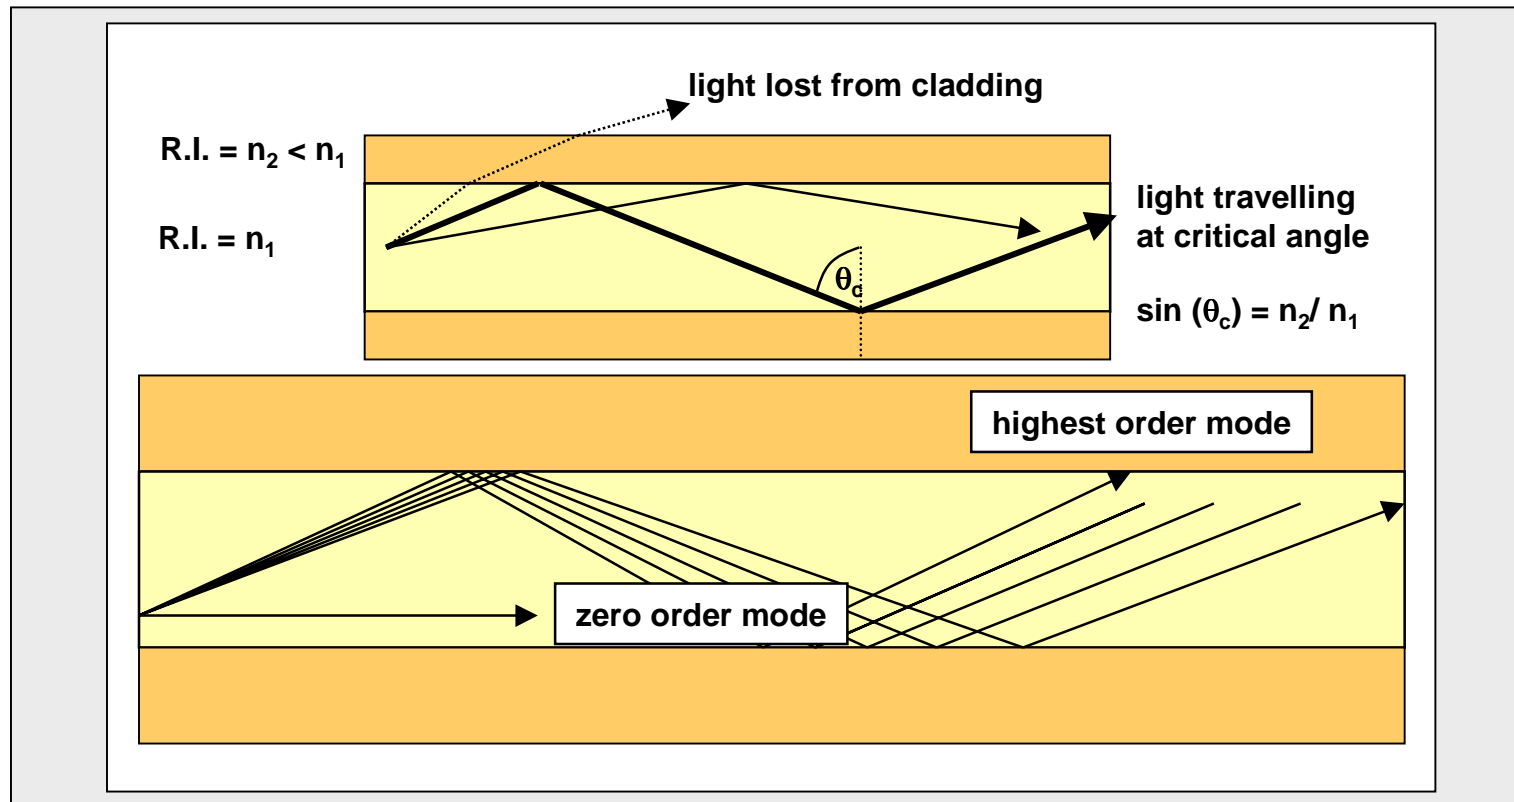 light lost from cladding
R.I. = n₂ < n₁
R.I. = n₁
light travelling
at critical angle
θc
sin (θc) = n₂/ n₁
highest order mode
zero order mode